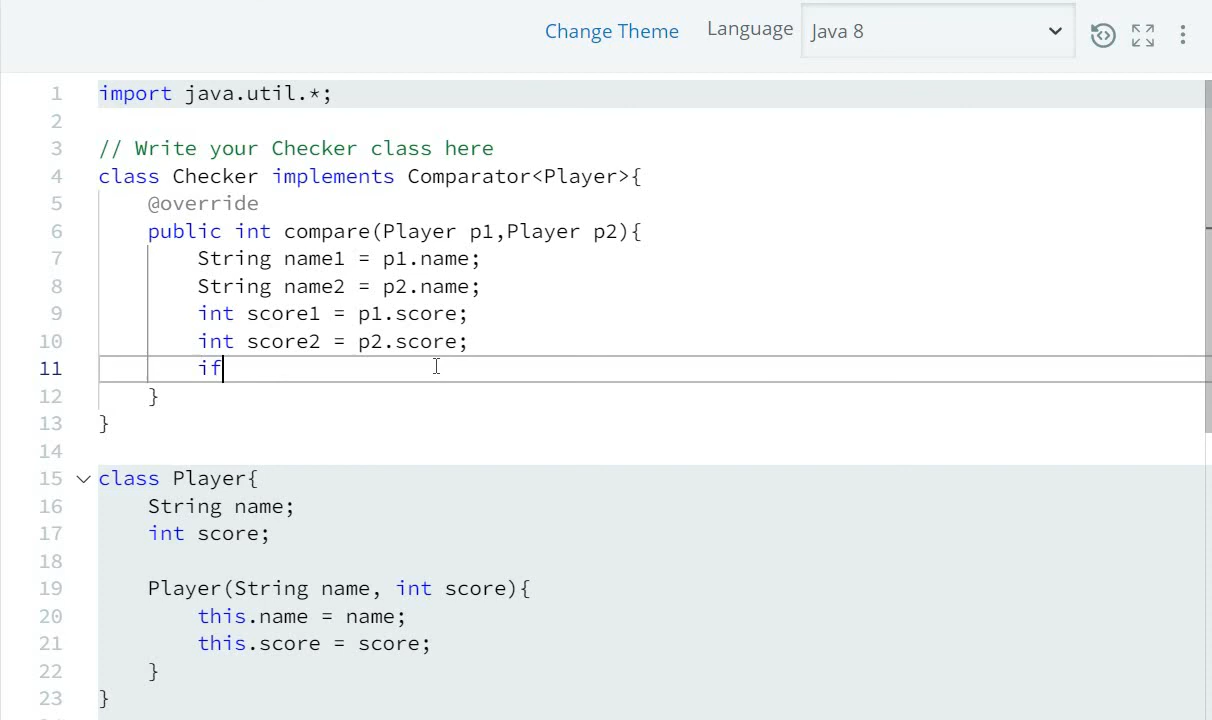 Change Theme Language Java 8
1 import java.util.*;
2
3 // Write your Checker class here
4 class Checker implements Comparator<Player>{
5 @override
6 public int compare(Player p1,Player p2){
7 String name1 = p1.name;
8 String name2 = p2.name;
9 int score1 = p1.score;
10 int score2 = p2.score;
11 if
12 }
13 }
14
15 class Player{
16 String name;
17 int score;
18
19 Player(String name, int score){
20 this.name = name;
21 this.score = score;
22 }
23 }